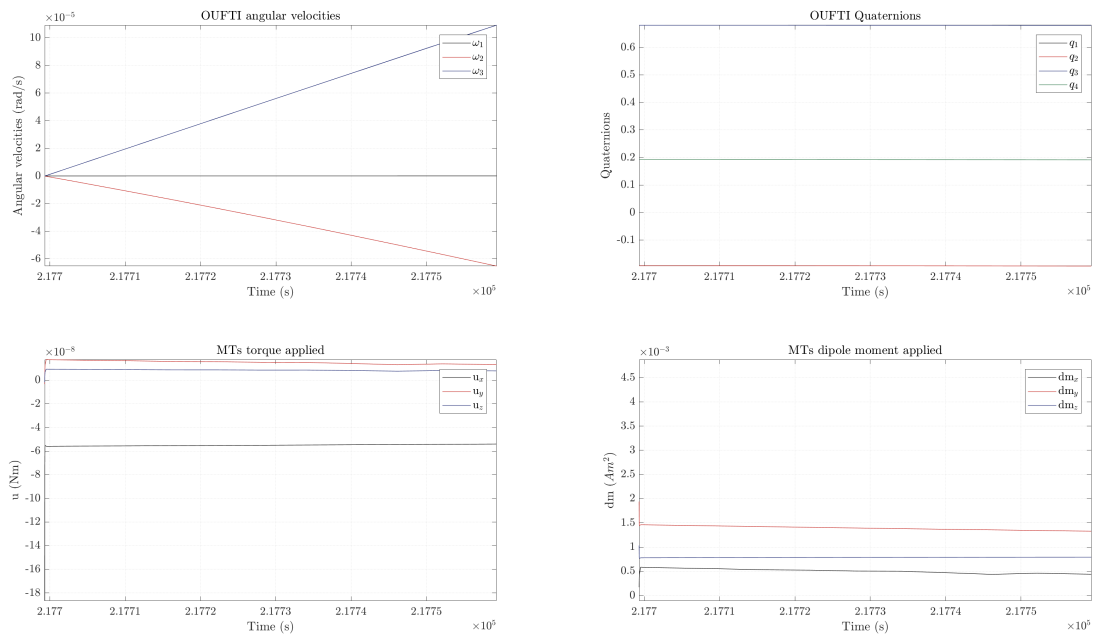 OUFTI angular velocities
×10⁻⁵
10
8
6
4
2
0
-2
-4
-6
Angular velocities (rad/s)
ω₁
ω₂
ω₃
2.177 2.1771 2.1772 2.1773 2.1774 2.1775
Time (s)
×10⁵
OUFTI Quaternions
0.6
0.5
0.4
0.3
0.2
0.1
0
-0.1
Quaternions
q₁
q₂
q₃
q₄
2.177 2.1771 2.1772 2.1773 2.1774 2.1775
Time (s)
×10⁵
MTs torque applied
×10⁻⁸
0
-2
-4
-6
-8
-10
-12
-14
-16
-18
u (Nm)
uₓ
u_y
u_z
2.177 2.1771 2.1772 2.1773 2.1774 2.1775
Time (s)
×10⁵
MTs dipole moment applied
×10⁻³
4.5
4
3.5
3
2.5
2
1.5
1
0.5
0
dm (Am²)
dmₓ
dm_y
dm_z
2.177 2.1771 2.1772 2.1773 2.1774 2.1775
Time (s)
×10⁵